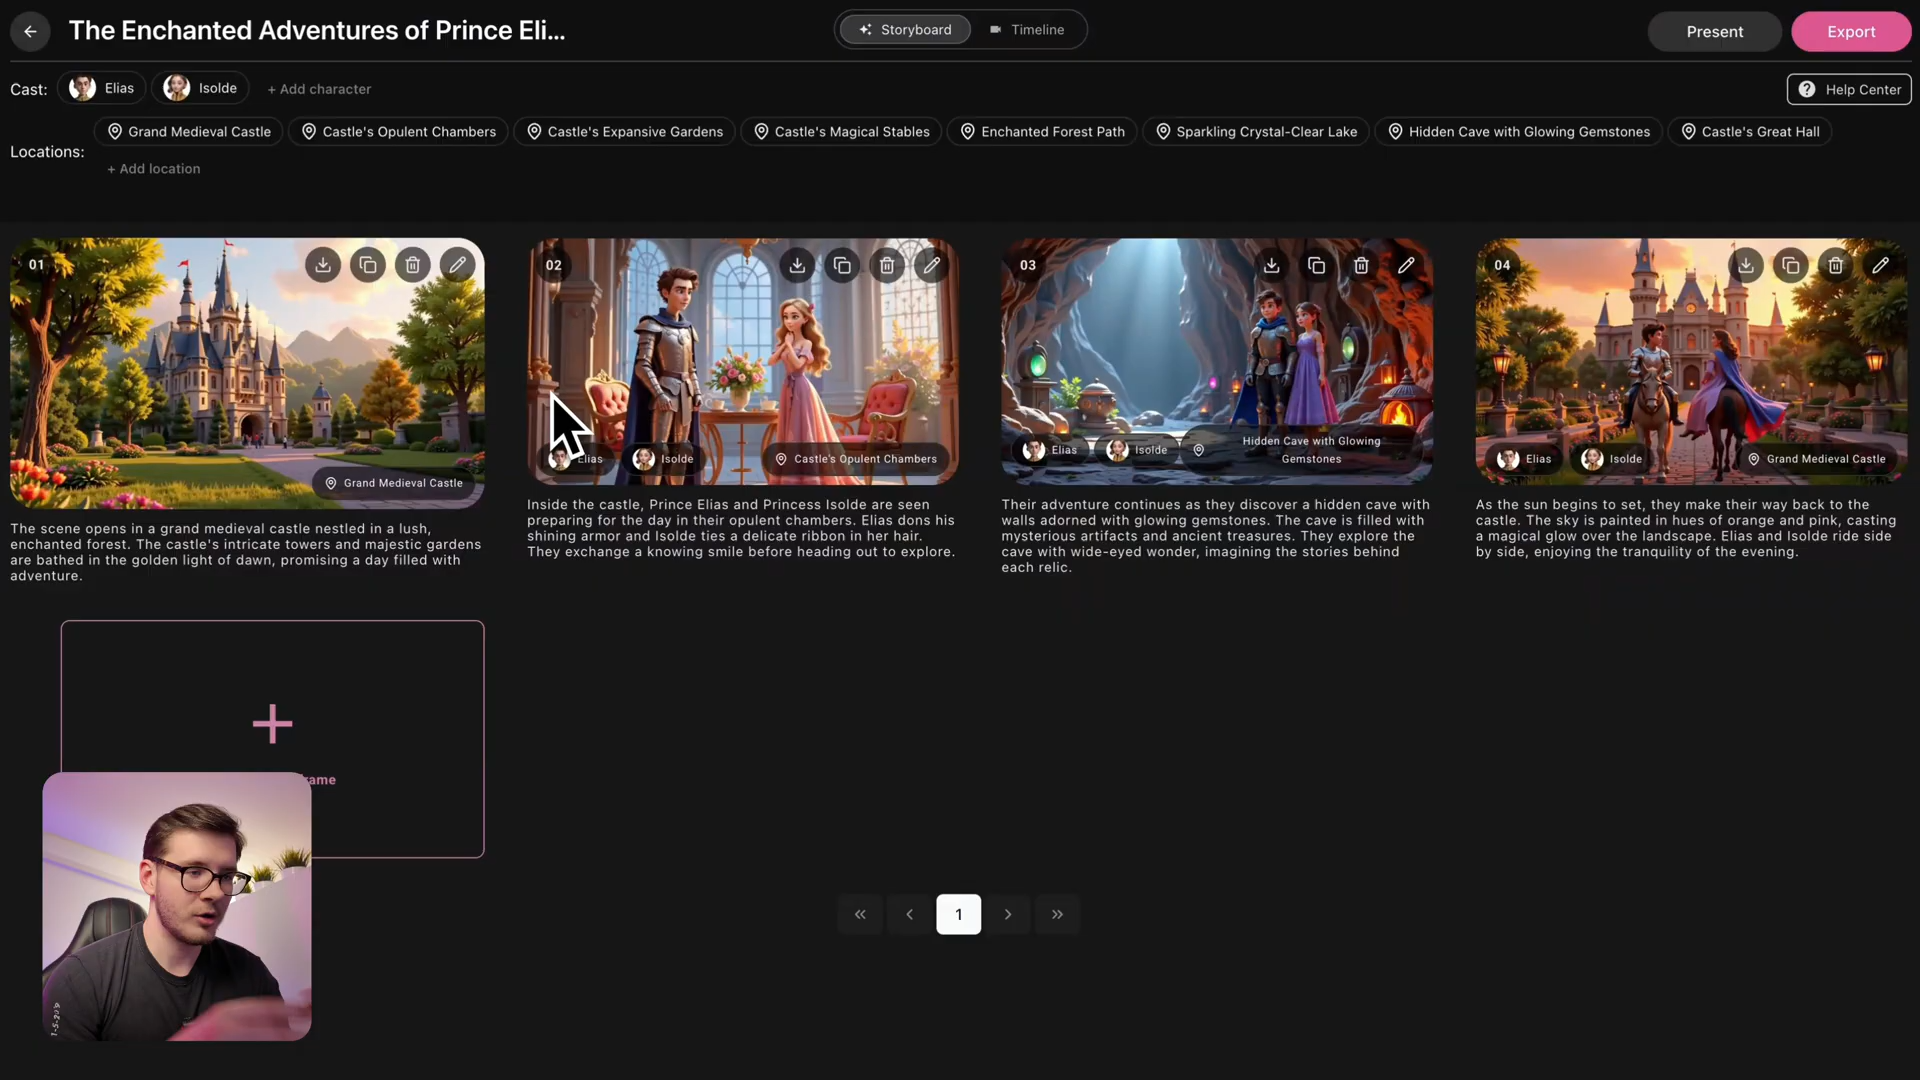 The Enchanted Adventures of Prince Eli...
Storyboard
Timeline
Present
Export
Cast:
Elias
Isolde
+ Add character
Help Center
Locations:
Grand Medieval Castle
Castle's Opulent Chambers
Castle's Expansive Gardens
Castle's Magical Stables
Enchanted Forest Path
Sparkling Crystal-Clear Lake
Hidden Cave with Glowing Gemstones
Castle's Great Hall
+ Add location
01
Grand Medieval Castle
The scene opens in a grand medieval castle nestled in a lush,
enchanted forest. The castle's intricate towers and majestic gardens
are bathed in the golden light of dawn, promising a day filled with
adventure.
02
Elias
Isolde
Castle's Opulent Chambers
Inside the castle, Prince Elias and Princess Isolde are seen
preparing for the day in their opulent chambers. Elias dons his
shining armor and Isolde ties a delicate ribbon in her hair.
They exchange a knowing smile before heading out to explore.
03
Elias
Isolde
Hidden Cave with Glowing
Gemstones
Their adventure continues as they discover a hidden cave with
walls adorned with glowing gemstones. The cave is filled with
mysterious artifacts and ancient treasures. They explore the
cave with wide-eyed wonder, imagining the stories behind
each relic.
04
Elias
Isolde
Grand Medieval Castle
As the sun begins to set, they make their way back to the
castle. The sky is painted in hues of orange and pink, casting
a magical glow over the landscape. Elias and Isolde ride side
by side, enjoying the tranquility of the evening.
rame
1